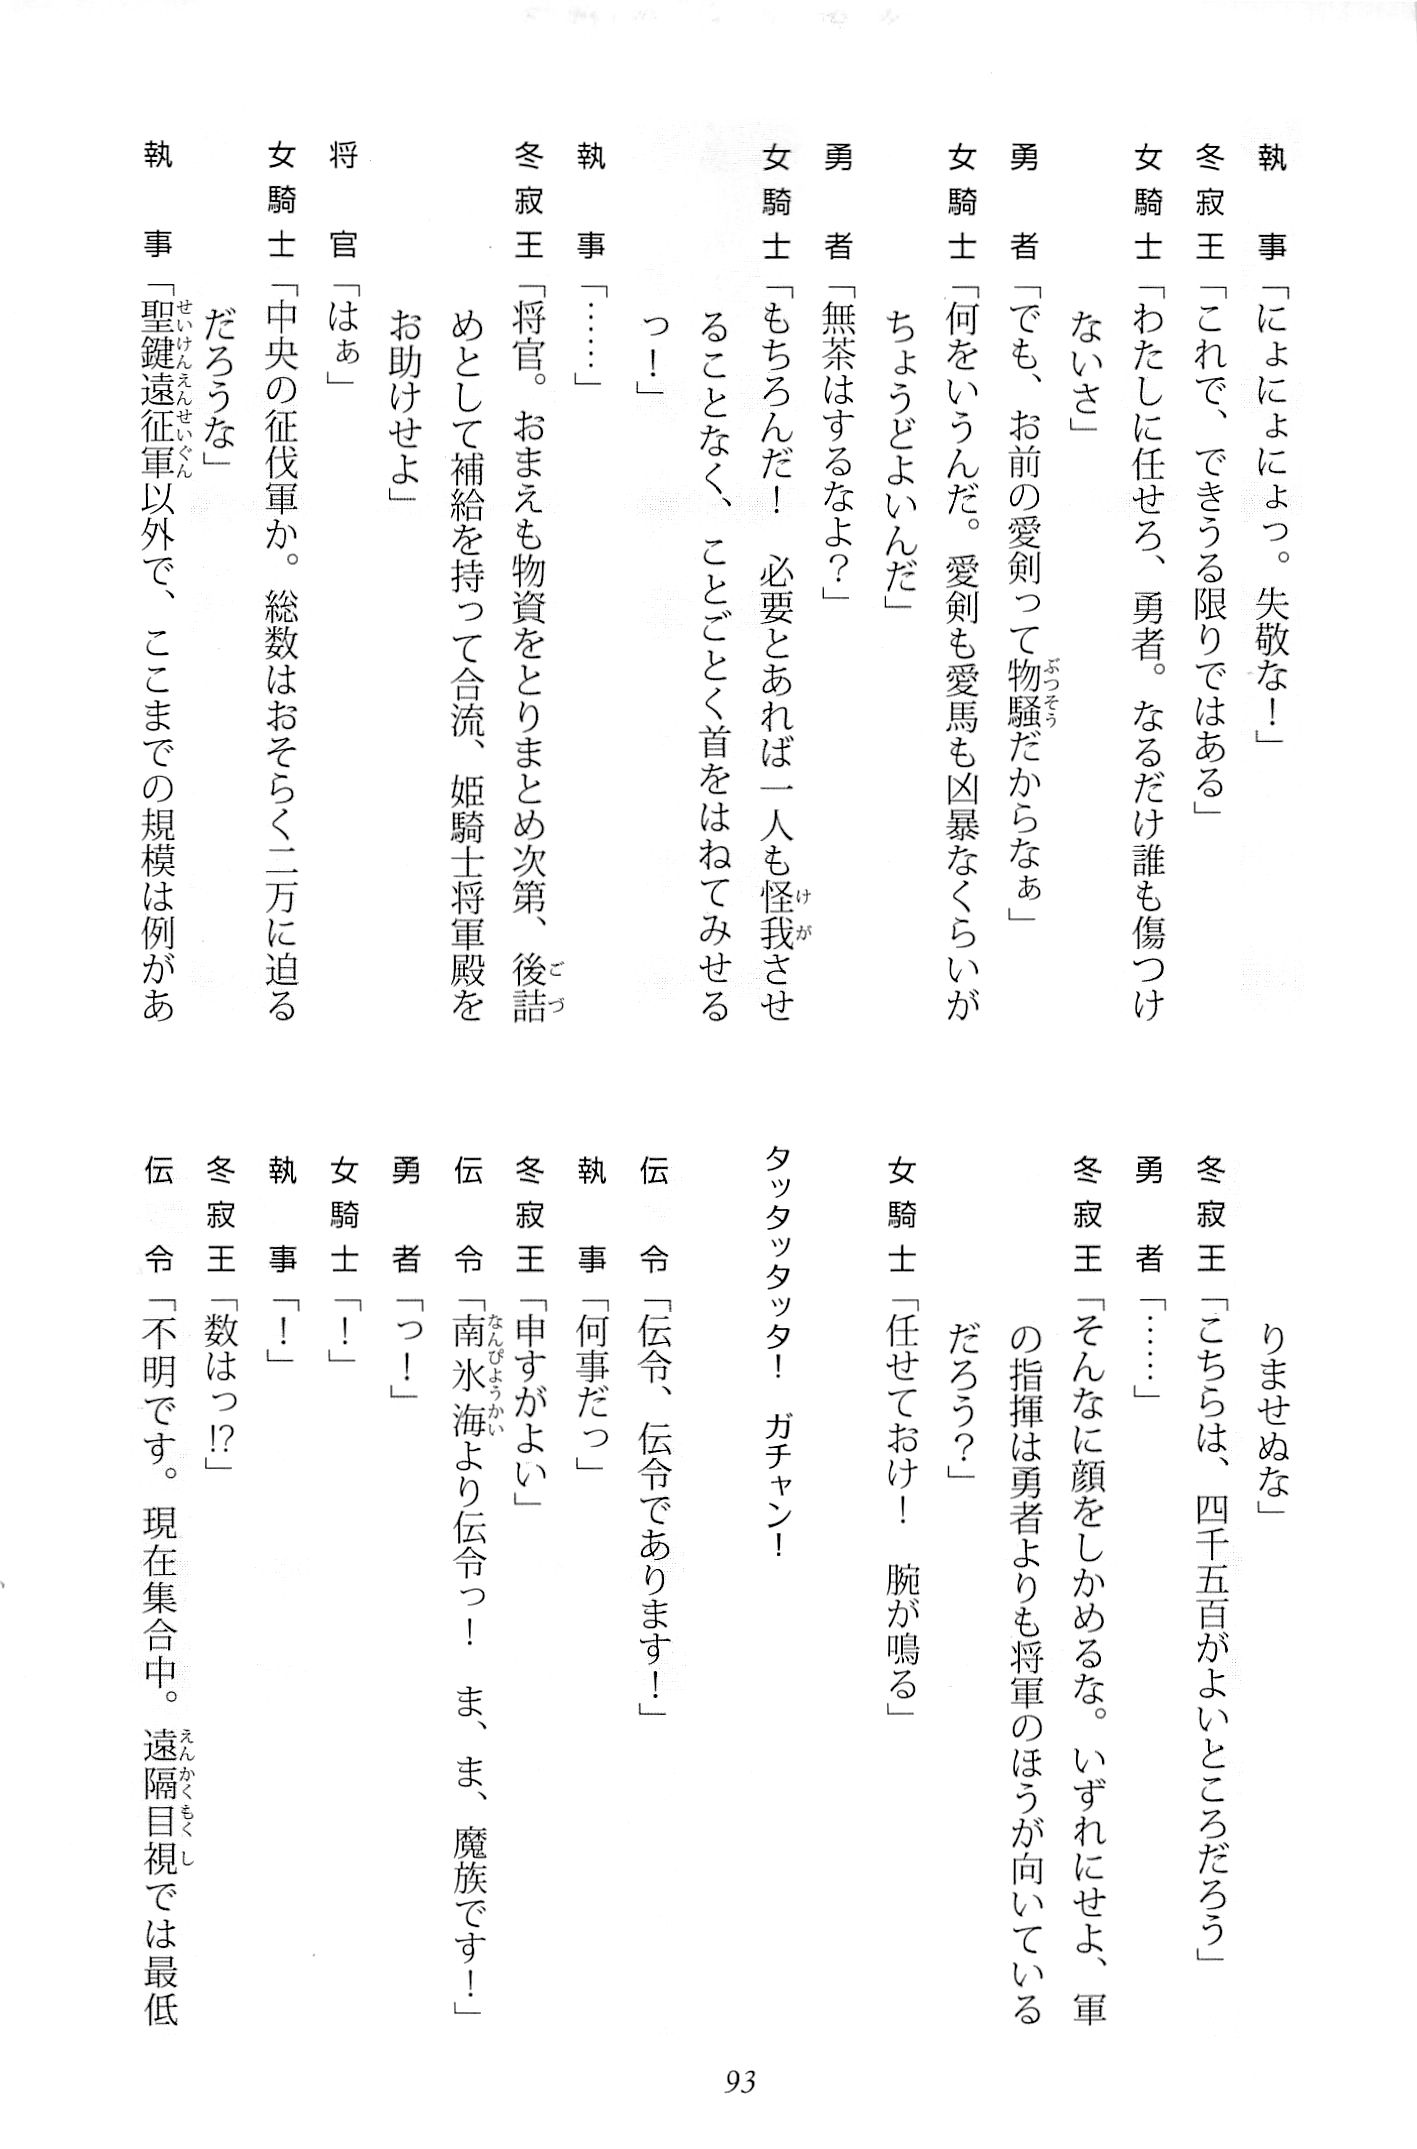 執　事「にょにょにょっ。失敬な！」
冬寂王「これで、できうる限りではある」
女騎士「わたしに任せろ、勇者。なるだけ誰も傷つけ
ないさ」
勇　者「でも、お前の愛剣って物騒だからなぁ」
女騎士「何をいうんだ。愛剣も愛馬も凶暴なくらいが
ちょうどよいんだ」
勇　者「無茶はするなよ？」
女騎士「もちろんだ！　必要とあれば一人も怪我させ
ることなく、ことごとく首をはねてみせる
っ！」
執　事「……」
冬寂王「将官。おまえも物資をとりまとめ次第、後詰
めとして補給を持って合流、姫騎士将軍殿を
お助けせよ」
将　官「はぁ」
女騎士「中央の征伐軍か。総数はおそらく二万に迫る
だろうな」
執　事「聖鍵遠征軍以外で、ここまでの規模は例があ
りませぬな」
冬寂王「こちらは、四千五百がよいところだろう」
勇　者「……」
冬寂王「そんなに顔をしかめるな。いずれにせよ、軍
の指揮は勇者よりも将軍のほうが向いている
だろう？」
女騎士「任せておけ！　腕が鳴る」
タッタッタッタ！　ガチャン！
伝　令「伝令、伝令であります！」
執　事「何事だっ」
冬寂王「申すがよい」
伝　令「南氷海より伝令っ！　ま、ま、魔族です！」
勇　者「っ！」
女騎士「！」
執　事「！」
冬寂王「数はっ!?」
伝　令「不明です。現在集合中。遠隔目視では最低
93